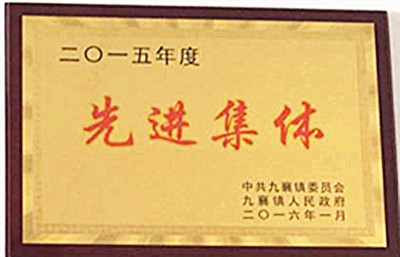 二〇一五年度
先进集体
中共九襄镇委员会
九襄镇人民政府
二〇一六年一月